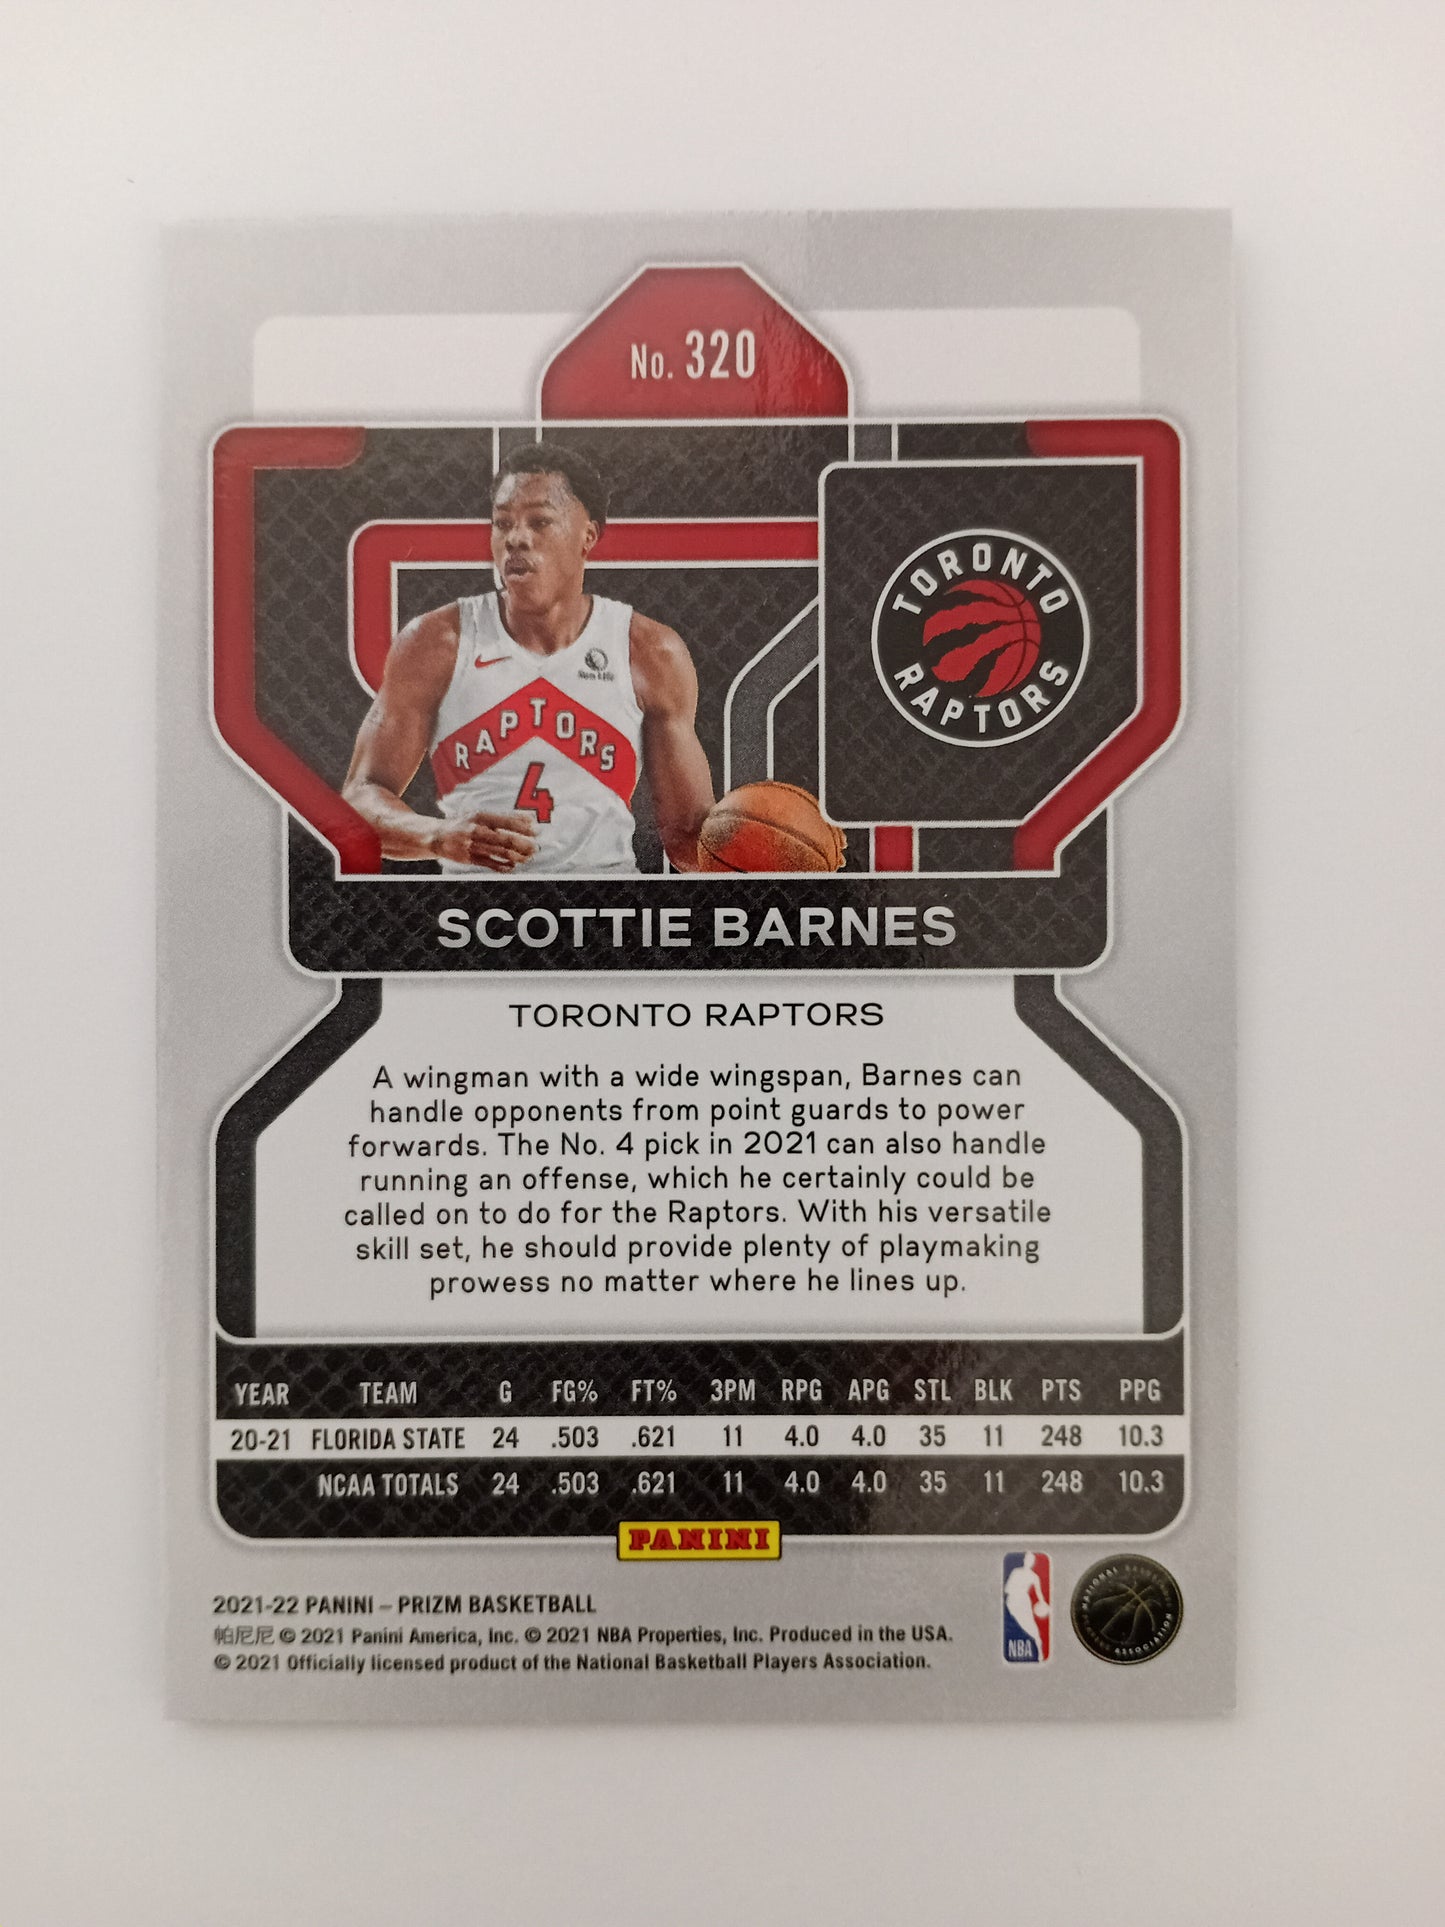 No. 320
TORONTO
RAPTORS
RAPTORS
4
SCOTTIE BARNES
TORONTO RAPTORS
A wingman with a wide wingspan, Barnes can
handle opponents from point guards to power
forwards. The No. 4 pick in 2021 can also handle
running an offense, which he certainly could be
called on to do for the Raptors. With his versatile
skill set, he should provide plenty of playmaking
prowess no matter where he lines up.
YEAR TEAM G FG% FT% 3PM RPG APG STL BLK PTS PPG
20-21 FLORIDA STATE 24 .503 .621 11 4.0 4.0 35 11 248 10.3
NCAA TOTALS 24 .503 .621 11 4.0 4.0 35 11 248 10.3
PANINI
2021-22 PANINI – PRIZM BASKETBALL
帕尼尼 © 2021 Panini America, Inc. © 2021 NBA Properties, Inc. Produced in the USA.
© 2021 Officially licensed product of the National Basketball Players Association.
NBA
NATIONAL BASKETBALL
PLAYERS ASSOCIATION